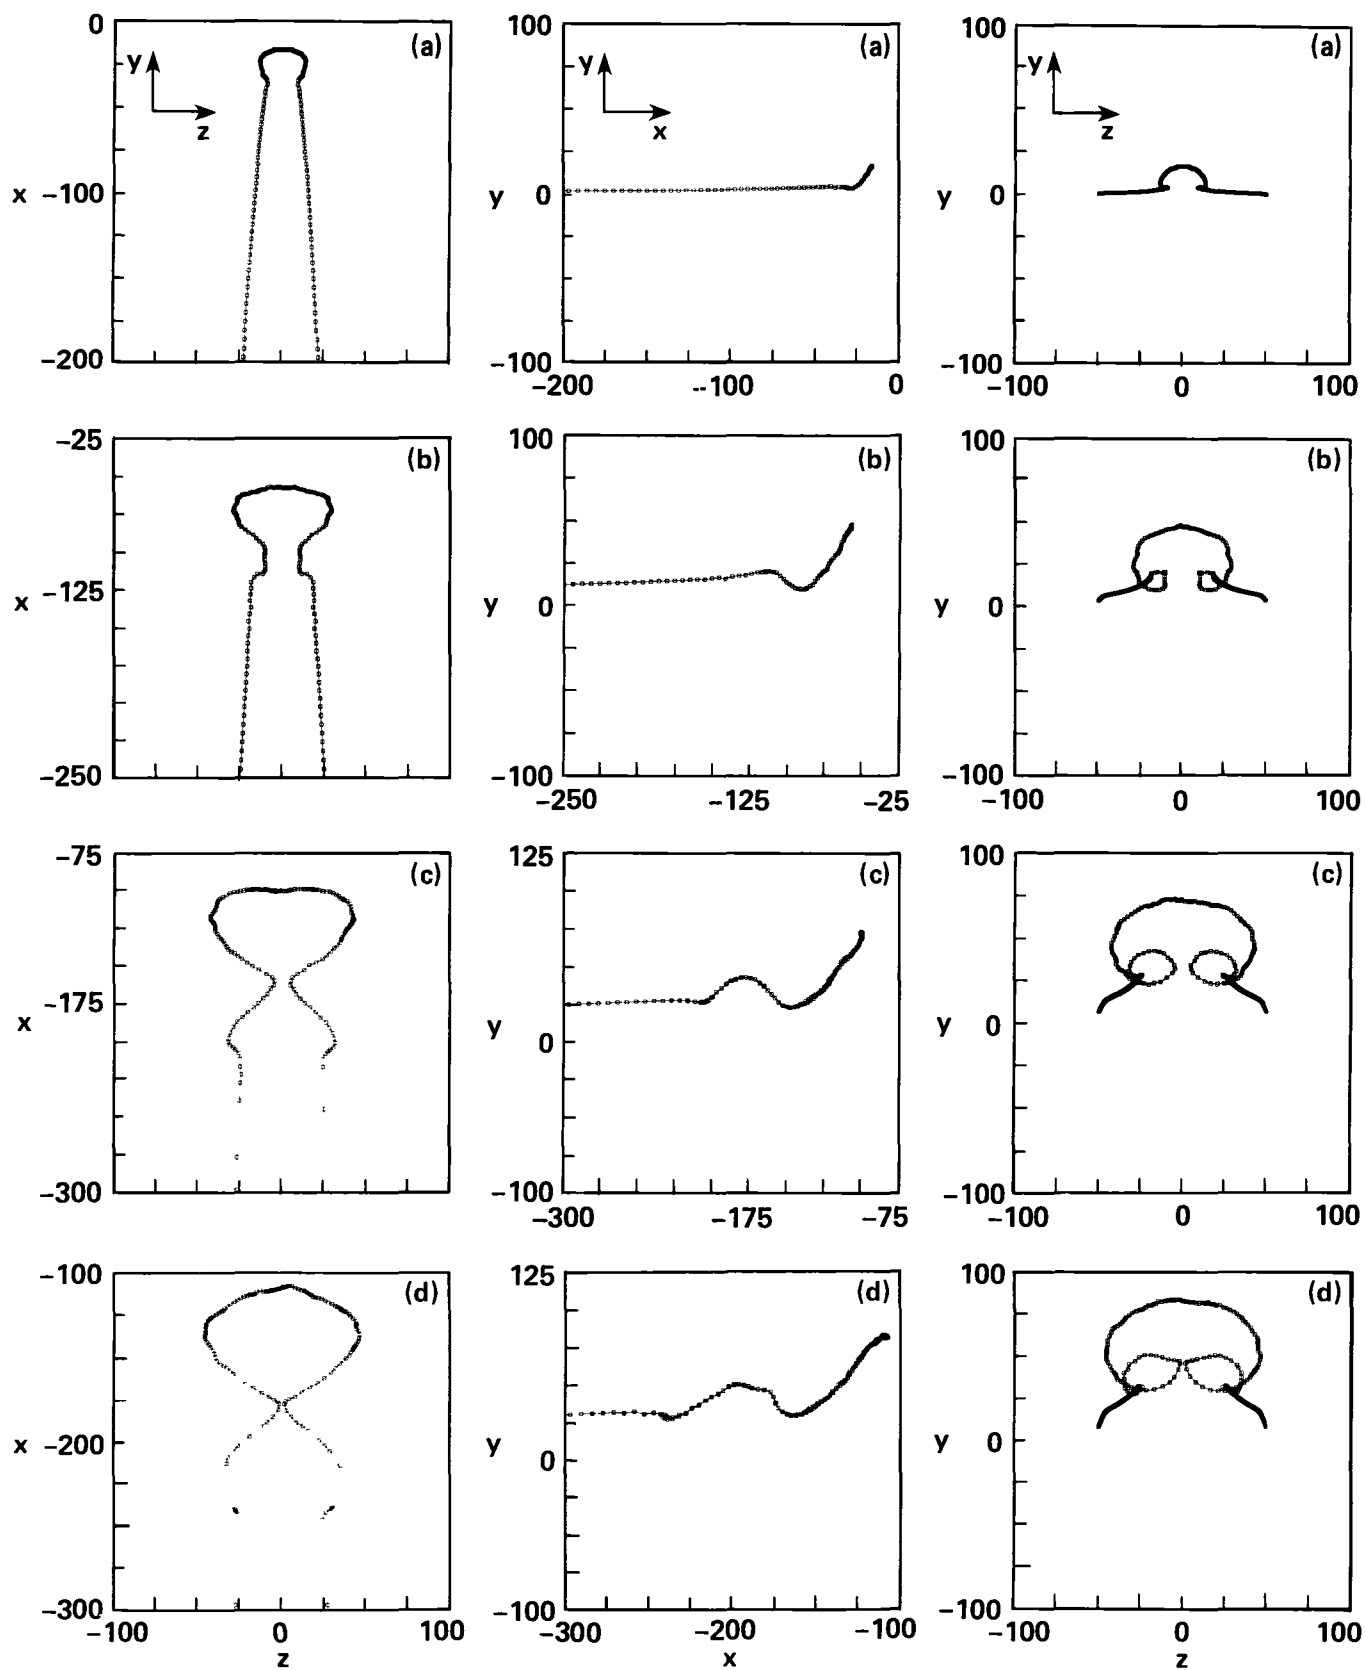 0 (a) 100 (a) 100 (a)
y y y
z x z
x −100 y 0 y 0
−200 −100 −100
−200 −100 0 −100 0 100
−25 (b) 100 (b) 100 (b)
x −125 y 0 y 0
−250 −100 −100
−250 −125 −25 −100 0 100
−75 (c) 125 (c) 100 (c)
x −175 y 0 y 0
−300 −100 −100
−300 −175 −75 −100 0 100
−100 (d) 125 (d) 100 (d)
x −200 y 0 y 0
−300 −100 −100
−100 0 100 −300 −200 −100 −100 0 100
z x z